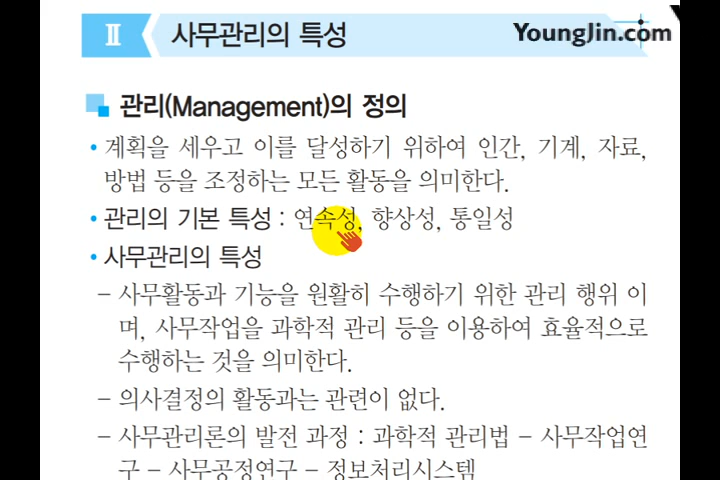 Ⅱ 사무관리의 특성
YoungJin.com
관리(Management)의 정의
• 계획을 세우고 이를 달성하기 위하여 인간, 기계, 자료,
방법 등을 조정하는 모든 활동을 의미한다.
• 관리의 기본 특성 : 연속성, 향상성, 통일성
• 사무관리의 특성
– 사무활동과 기능을 원활히 수행하기 위한 관리 행위 이
며, 사무작업을 과학적 관리 등을 이용하여 효율적으로
수행하는 것을 의미한다.
– 의사결정의 활동과는 관련이 없다.
– 사무관리론의 발전 과정 : 과학적 관리법 – 사무작업연
구 – 사무공정연구 – 정보처리시스템